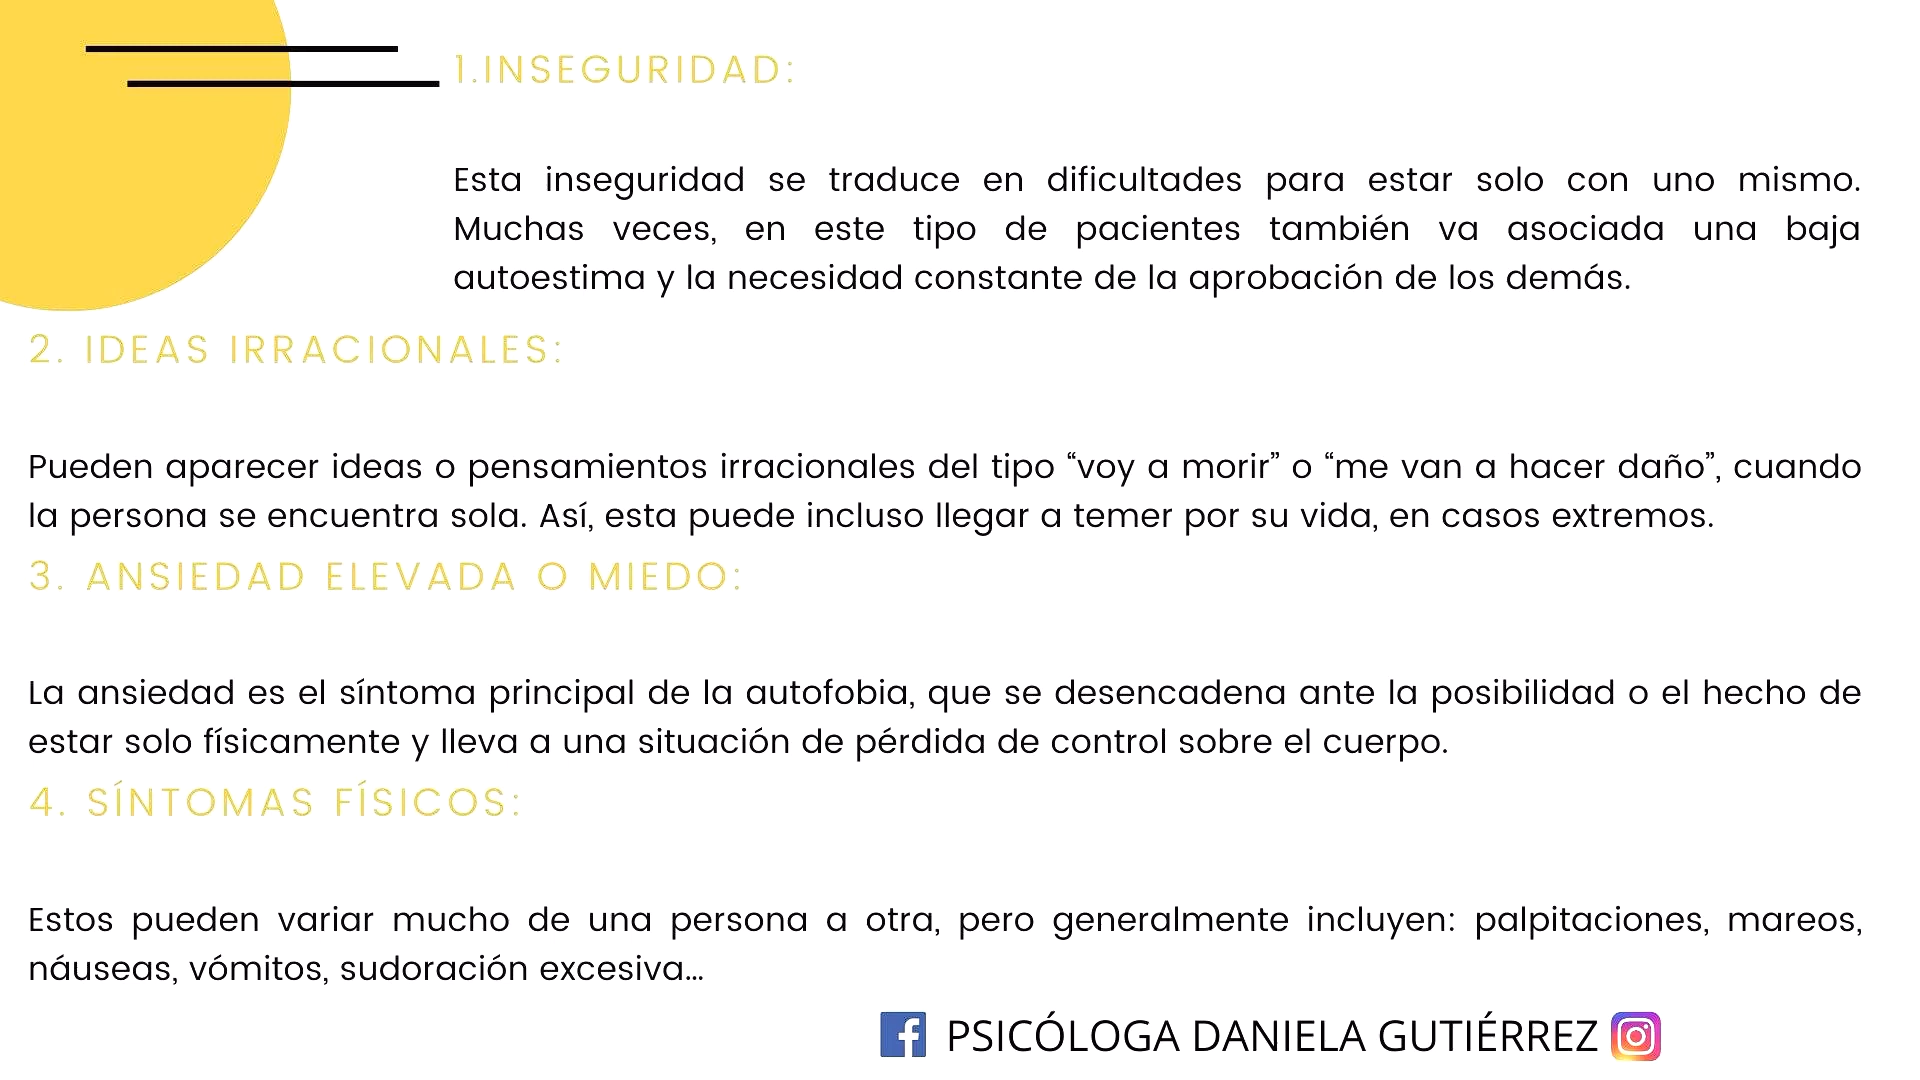 1.INSEGURIDAD:
Esta inseguridad se traduce en dificultades para estar solo con uno mismo.
Muchas veces, en este tipo de pacientes también va asociada una baja
autoestima y la necesidad constante de la aprobación de los demás.
2. IDEAS IRRACIONALES:
Pueden aparecer ideas o pensamientos irracionales del tipo “voy a morir” o “me van a hacer daño”, cuando
la persona se encuentra sola. Así, esta puede incluso llegar a temer por su vida, en casos extremos.
3. ANSIEDAD ELEVADA O MIEDO:
La ansiedad es el síntoma principal de la autofobia, que se desencadena ante la posibilidad o el hecho de
estar solo físicamente y lleva a una situación de pérdida de control sobre el cuerpo.
4. SÍNTOMAS FÍSICOS:
Estos pueden variar mucho de una persona a otra, pero generalmente incluyen: palpitaciones, mareos,
náuseas, vómitos, sudoración excesiva...
PSICÓLOGA DANIELA GUTIÉRREZ